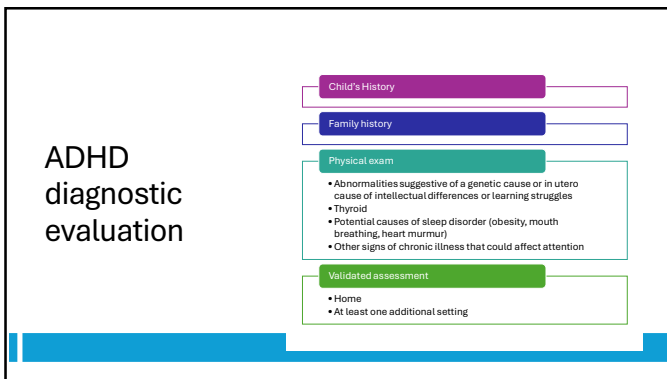 ADHD
diagnostic
evaluation
Child's History
Family history
Physical exam
• Abnormalities suggestive of a genetic cause or in utero
cause of intellectual differences or learning struggles
• Thyroid
• Potential causes of sleep disorder (obesity, mouth
breathing, heart murmur)
• Other signs of chronic illness that could affect attention
Validated assessment
• Home
• At least one additional setting